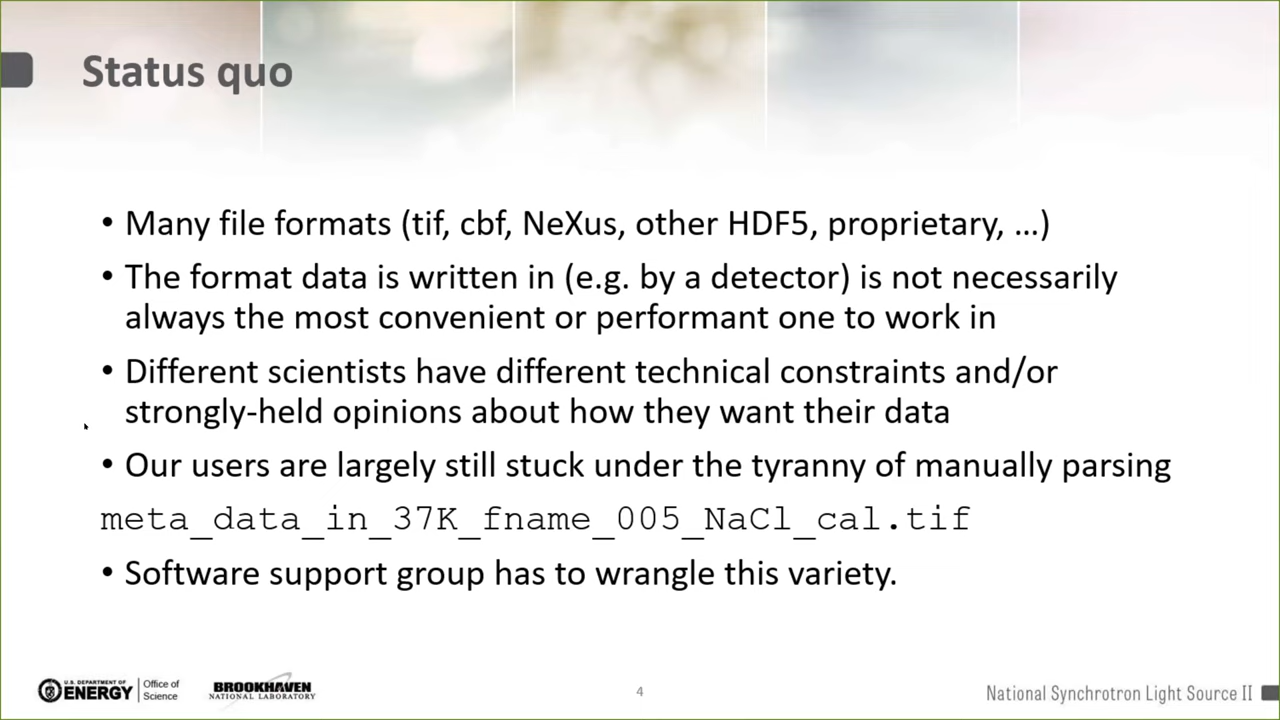 Status quo
• Many file formats (tif, cbf, NeXus, other HDF5, proprietary, …)
• The format data is written in (e.g. by a detector) is not necessarily
always the most convenient or performant one to work in
• Different scientists have different technical constraints and/or
strongly-held opinions about how they want their data
• Our users are largely still stuck under the tyranny of manually parsing
meta_data_in_37K_fname_005_NaCl_cal.tif
• Software support group has to wrangle this variety.
U.S. DEPARTMENT OF
ENERGY
Office of
Science
BROOKHAVEN
NATIONAL LABORATORY
4
National Synchrotron Light Source II